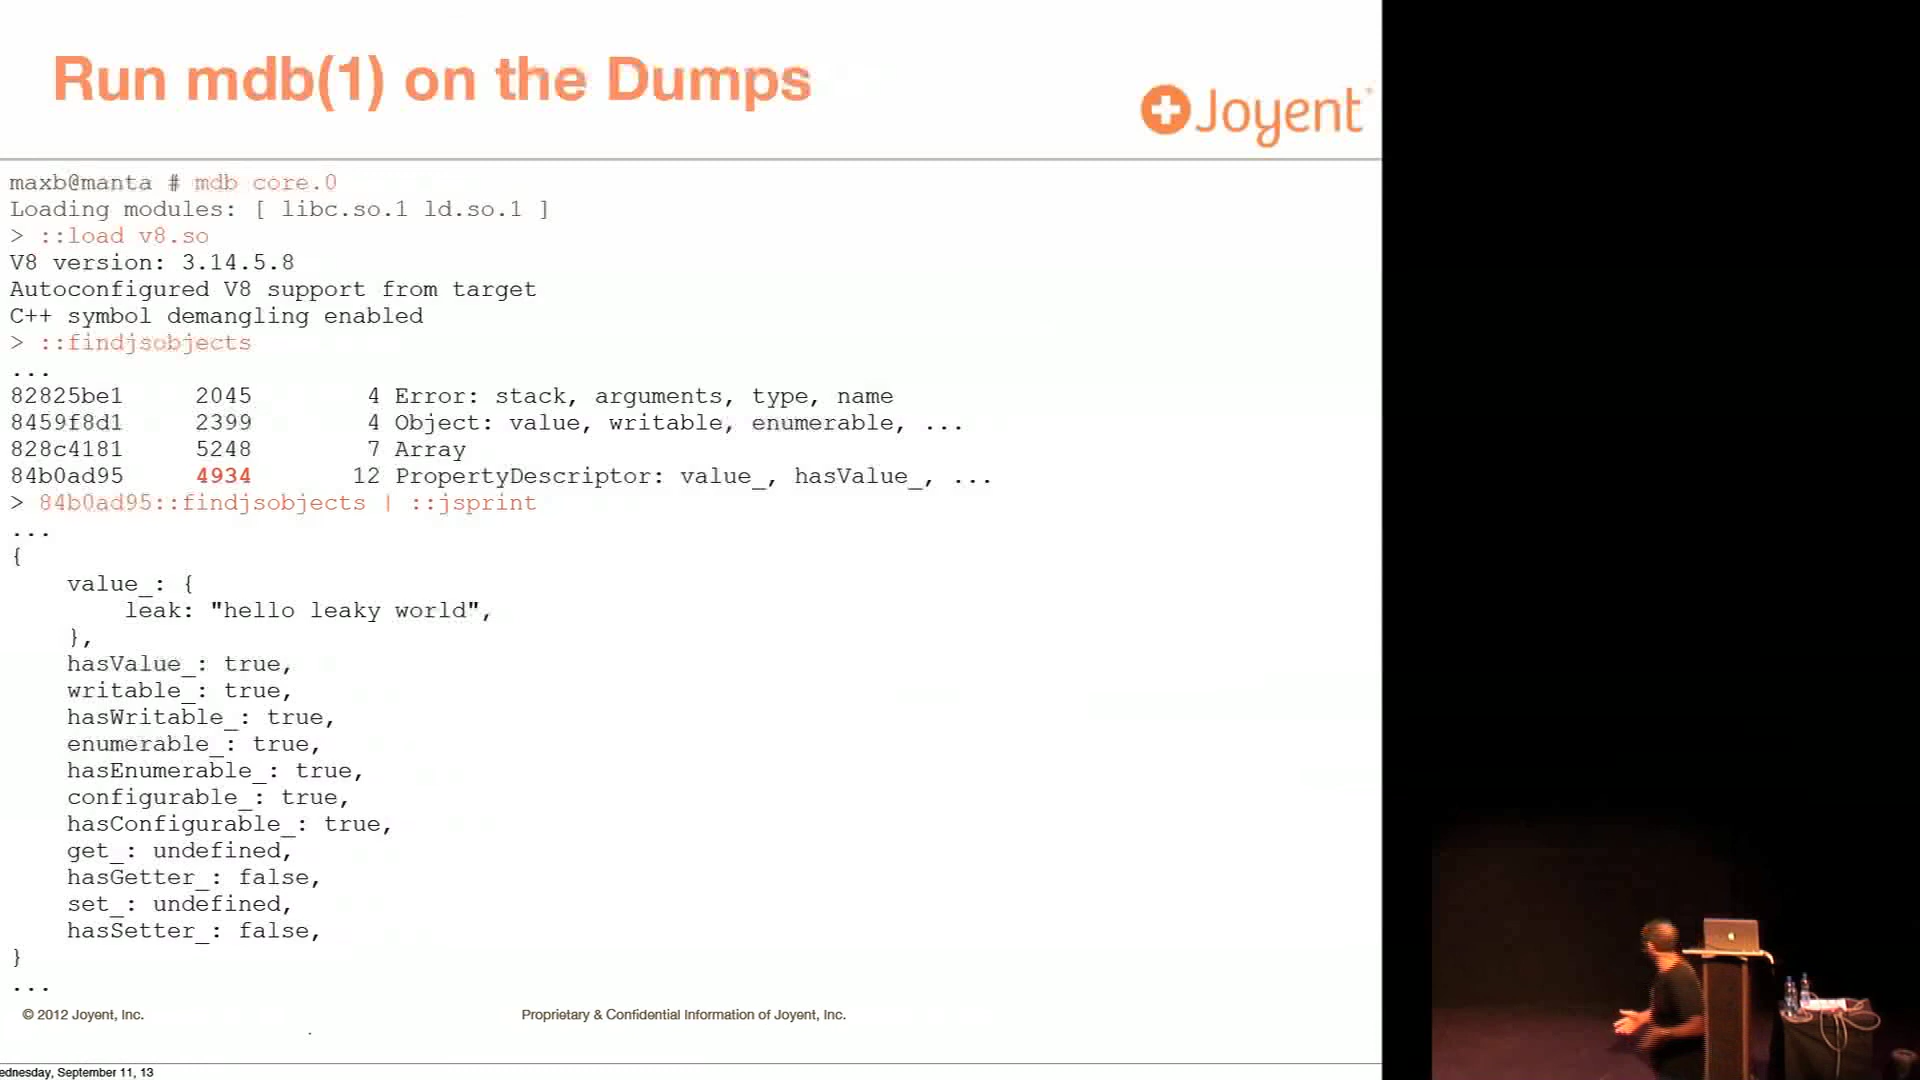 Run mdb(1) on the Dumps
Joyent
maxb@manta # mdb core.0
Loading modules: [ libc.so.1 ld.so.1 ]
> ::load v8.so
V8 version: 3.14.5.8
Autoconfigured V8 support from target
C++ symbol demangling enabled
> ::findjsobjects
...
82825be1 2045 4 Error: stack, arguments, type, name
8459f8d1 2399 4 Object: value, writable, enumerable, ...
828c4181 5248 7 Array
84b0ad95 4934 12 PropertyDescriptor: value_, hasValue_, ...
> 84b0ad95::findjsobjects | ::jsprint
...
{
value_: {
leak: "hello leaky world",
},
hasValue_: true,
writable_: true,
hasWritable_: true,
enumerable_: true,
hasEnumerable_: true,
configurable_: true,
hasConfigurable_: true,
get_: undefined,
hasGetter_: false,
set_: undefined,
hasSetter_: false,
}
...
© 2012 Joyent, Inc.
Proprietary & Confidential Information of Joyent, Inc.
ednesday, September 11, 13